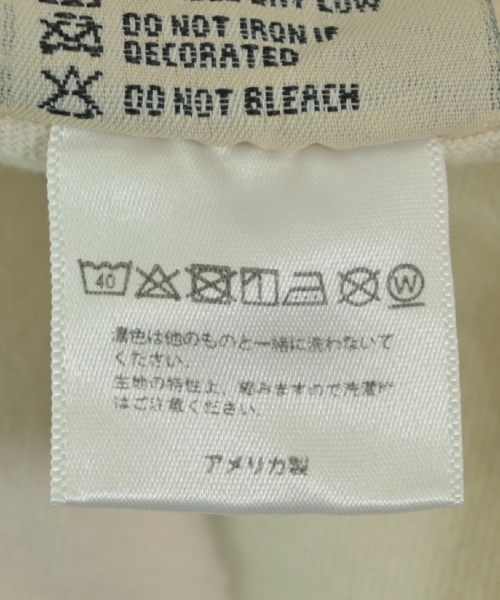 LOW
DO NOT IRON IF
DECORATED
DO NOT BLEACH
40
W
濃色は他のものと一緒に洗わないで
ください.
生地の特性上、縮みますので洗濯
はご注意ください.
アメリカ製